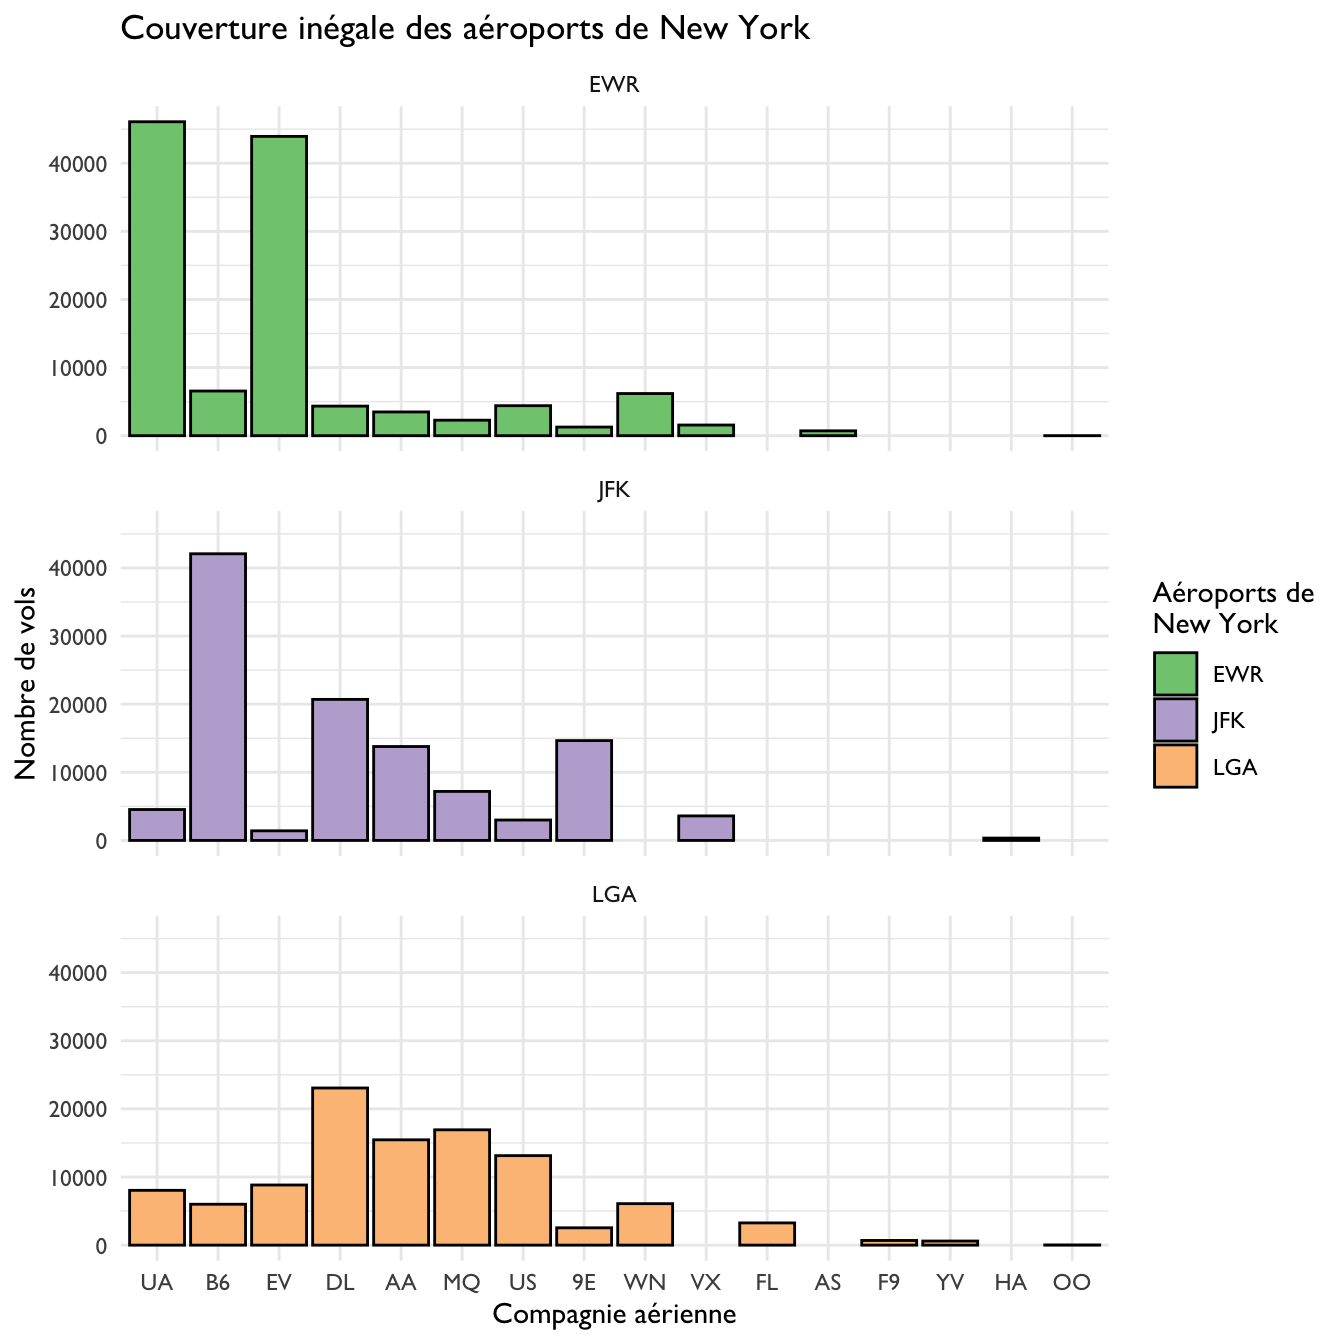 Couverture inégale des aéroports de New York
EWR
40000
30000
20000
10000
0
JFK
40000
30000
20000
10000
0
LGA
40000
30000
20000
10000
0
UA B6 EV DL AA MQ US 9E WN VX FL AS F9 YV HA OO
Compagnie aérienne
Nombre de vols
Aéroports de
New York
EWR
JFK
LGA